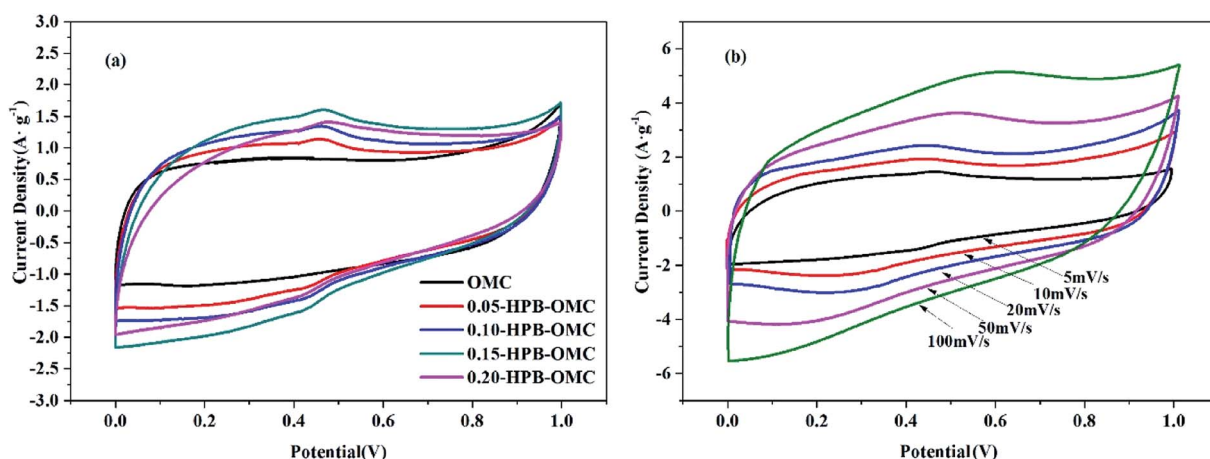 (a)
3.0
2.5
2.0
1.5
1.0
0.5
0.0
-0.5
-1.0
-1.5
-2.0
-2.5
-3.0
Current Density(A· g⁻¹)
0.0 0.2 0.4 0.6 0.8 1.0
Potential(V)
OMC
0.05-HPB-OMC
0.10-HPB-OMC
0.15-HPB-OMC
0.20-HPB-OMC
(b)
6
4
2
0
-2
-4
-6
Current Density (A·g⁻¹)
0.0 0.2 0.4 0.6 0.8 1.0
Potential(V)
5mV/s
10mV/s
20mV/s
50mV/s
100mV/s